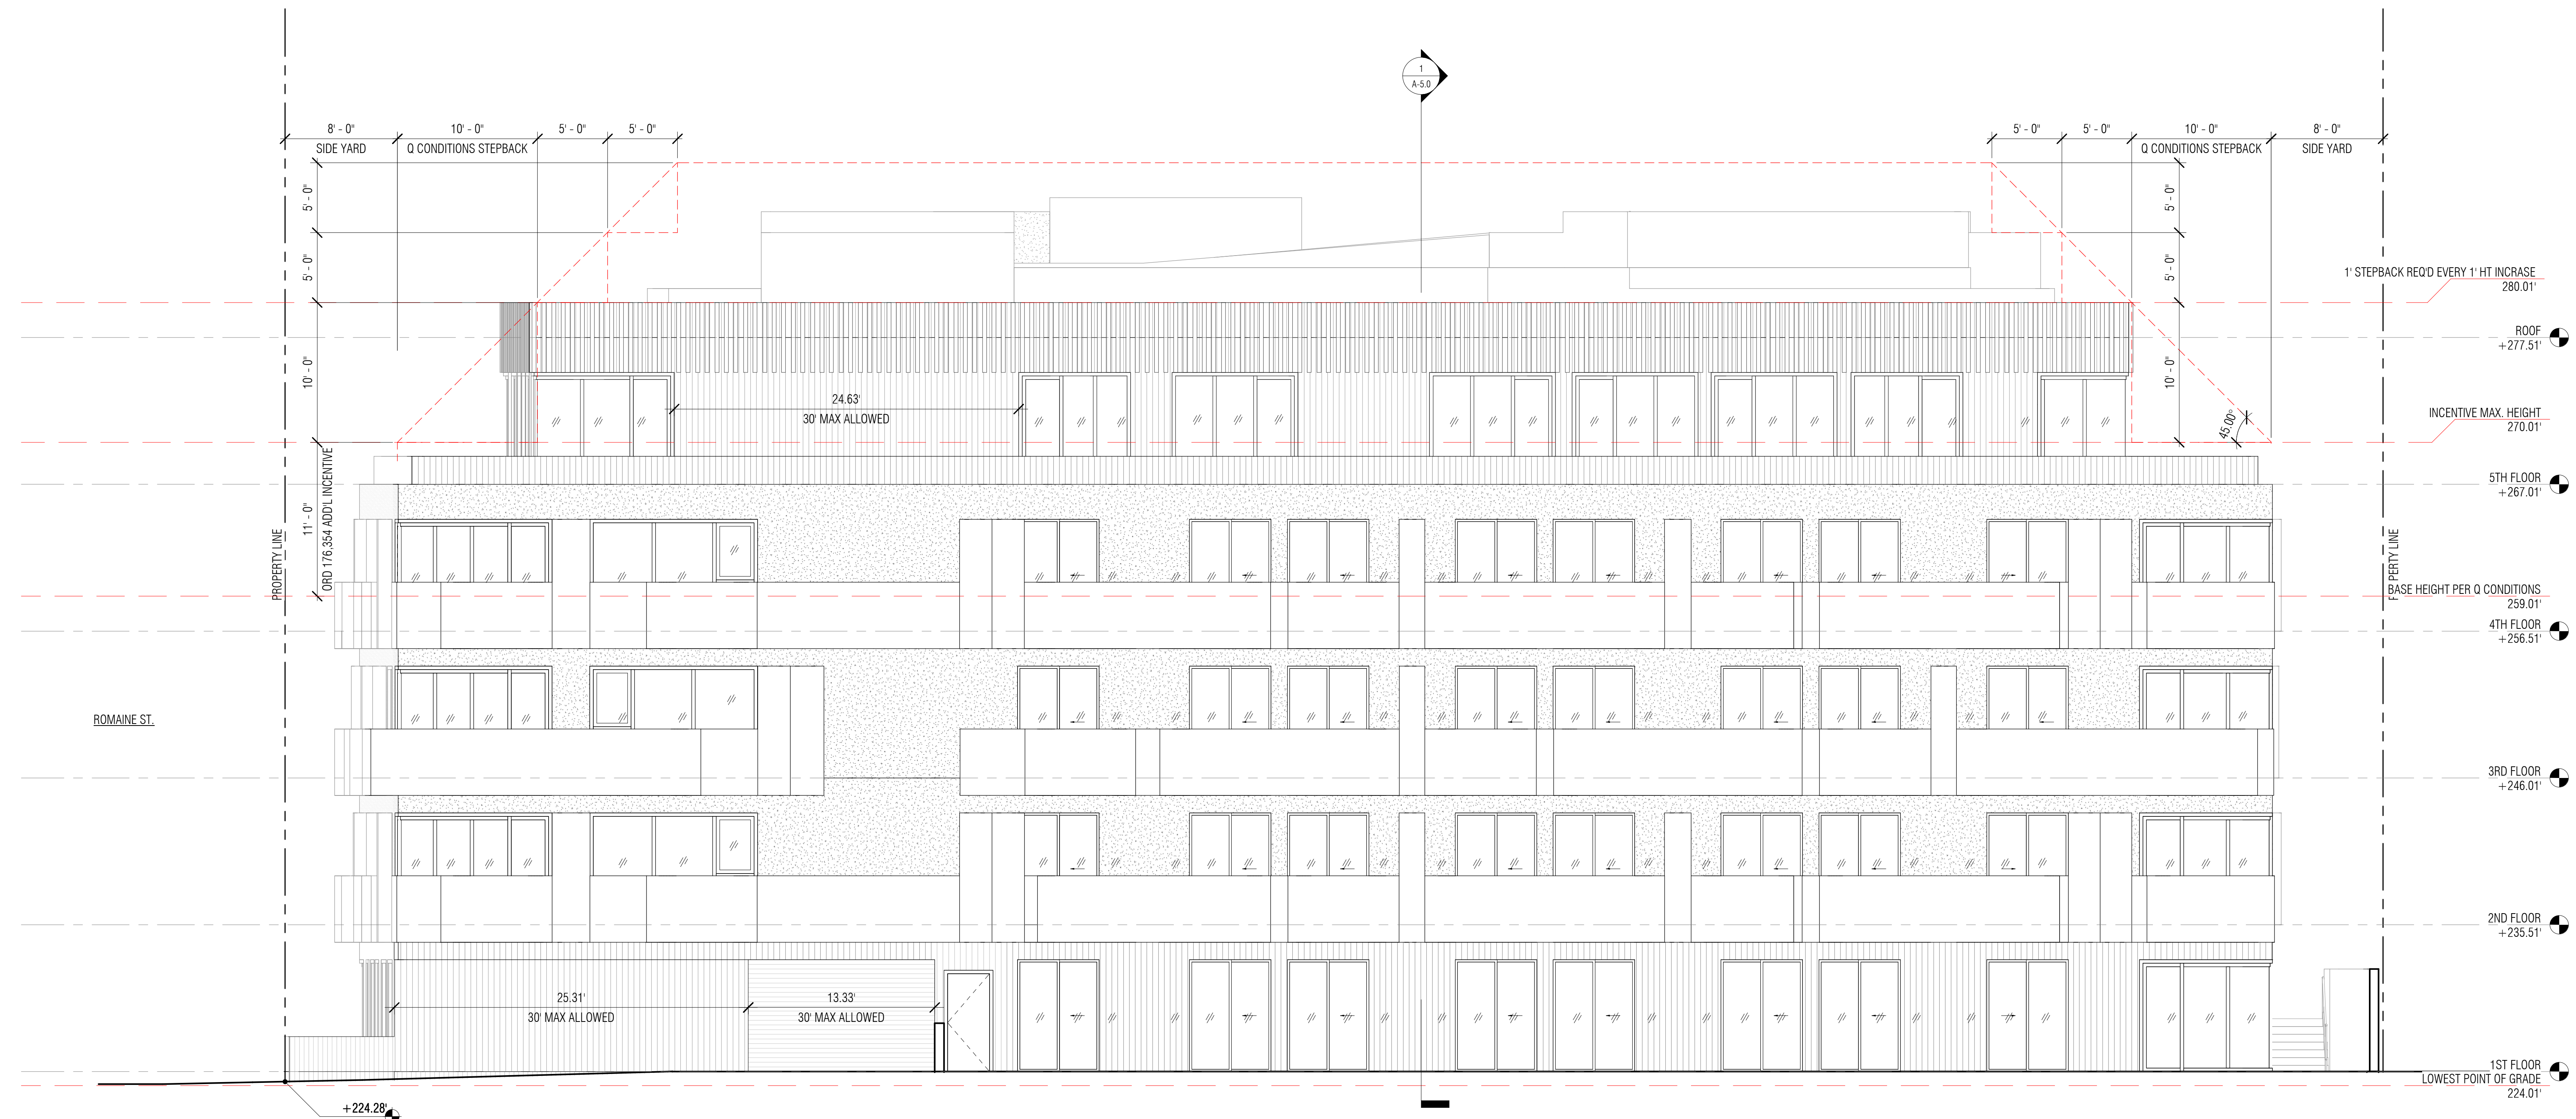 1
A-5.0
8' - 0"
10' - 0"
5' - 0"
5' - 0"
SIDE YARD
Q CONDITIONS STEPBACK
5' - 0"
5' - 0"
10' - 0"
8' - 0"
Q CONDITIONS STEPBACK
SIDE YARD
5' - 0"
5' - 0"
10' - 0"
11' - 0"
ORD 176,354 ADD'L INCENTIVE
PROPERTY LINE
5' - 0"
5' - 0"
10' - 0"
45.00°
1' STEPBACK REQ'D EVERY 1' HT INCRASE
280.01'
ROOF
+277.51'
24.63'
30' MAX ALLOWED
INCENTIVE MAX. HEIGHT
270.01'
5TH FLOOR
+267.01'
PERTY LINE
BASE HEIGHT PER Q CONDITIONS
259.01'
4TH FLOOR
+256.51'
ROMAINE ST.
3RD FLOOR
+246.01'
2ND FLOOR
+235.51'
25.31'
30' MAX ALLOWED
13.33'
30' MAX ALLOWED
1ST FLOOR
LOWEST POINT OF GRADE
224.01'
+224.28'